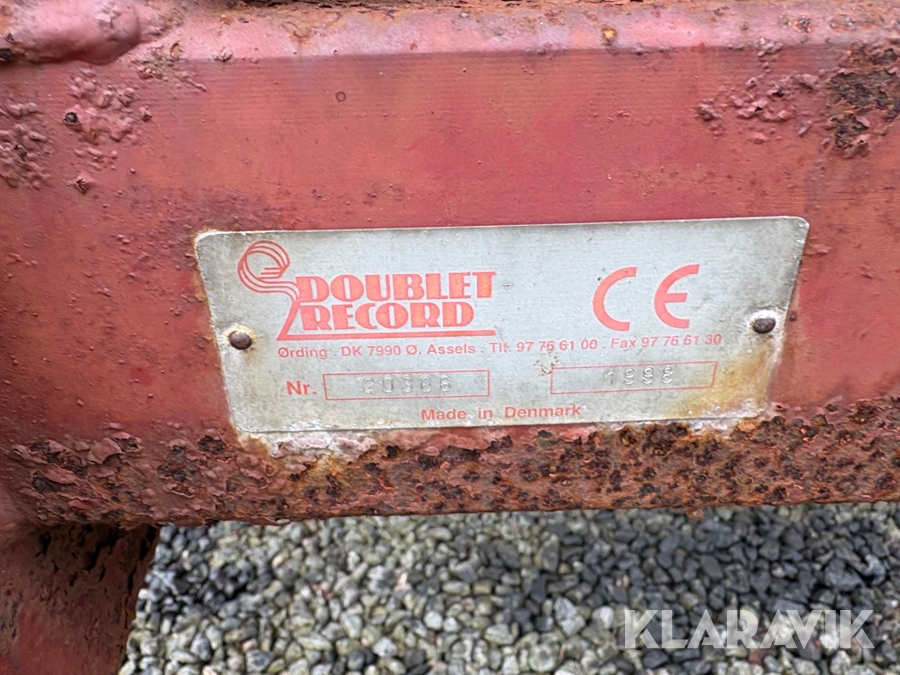 DOUBLET
RECORD
CE
Ørding . DK 7990 Ø. Assels . Tlf. 97 76 61 00 . Fax 97 76 61 30
Nr. 20306 1998
Made in Denmark
KLARAVIK